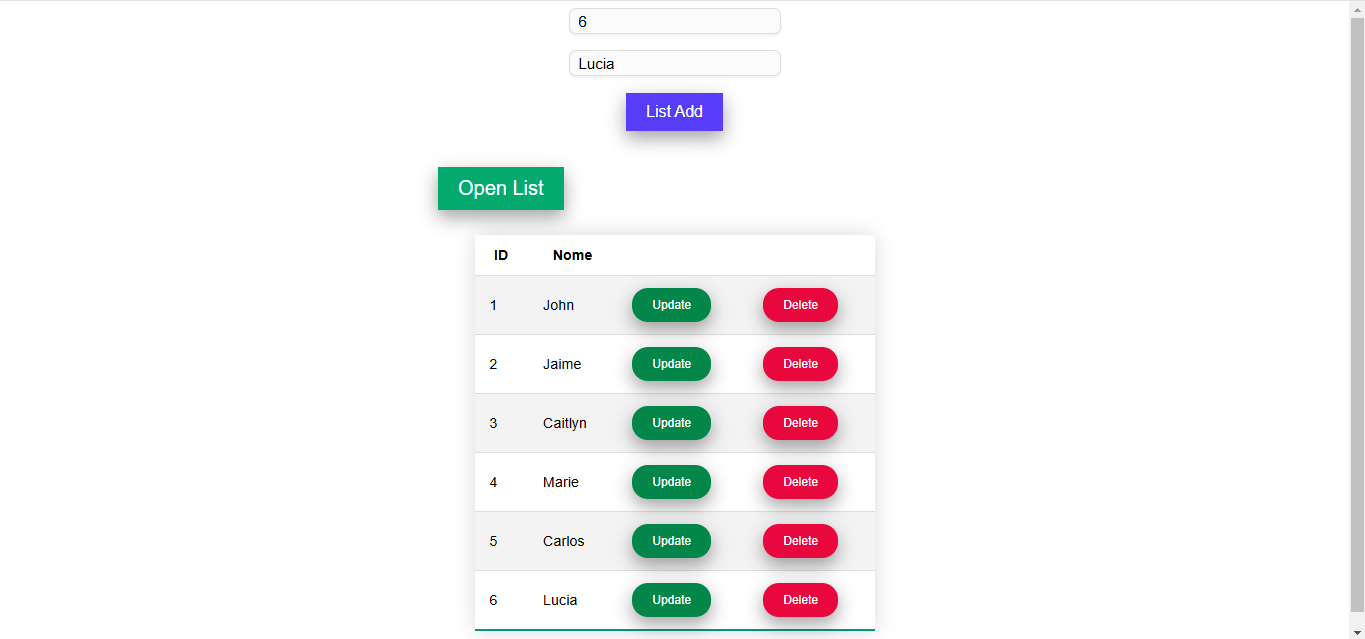 6
Lucia
List Add
Open List
ID Nome
1 John Update Delete
2 Jaime Update Delete
3 Caitlyn Update Delete
4 Marie Update Delete
5 Carlos Update Delete
6 Lucia Update Delete